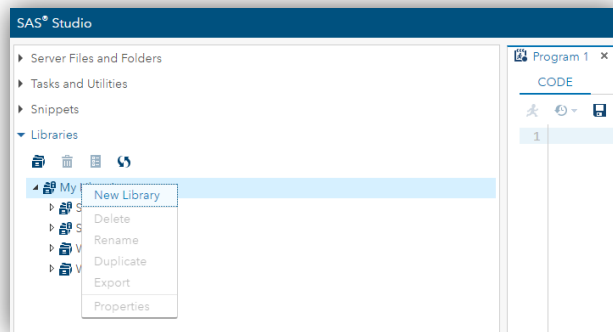 SAS® Studio
Server Files and Folders
Tasks and Utilities
Snippets
Libraries
My
New Library
Delete
Rename
Duplicate
Export
Properties
Program 1 ×
CODE
1